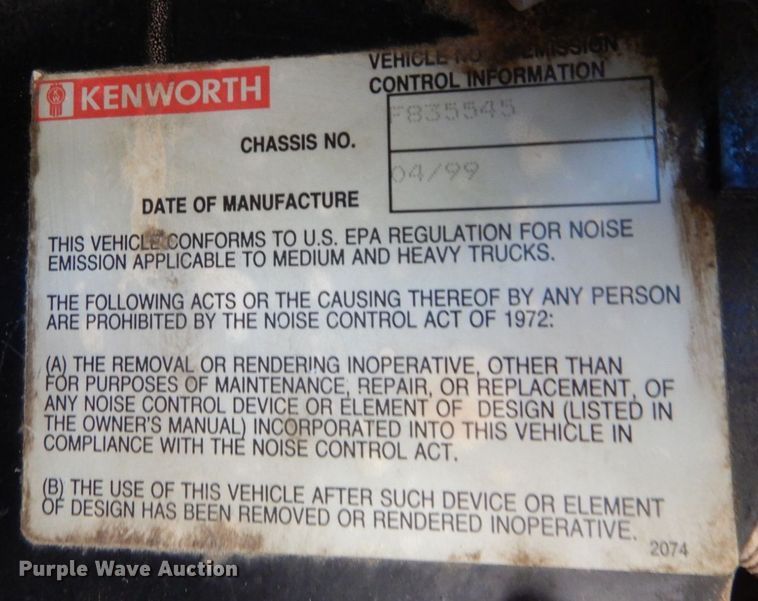 KENWORTH
VEHICLE NOISE EMISSION
CONTROL INFORMATION
CHASSIS NO. F835545
DATE OF MANUFACTURE 04/99
THIS VEHICLE CONFORMS TO U.S. EPA REGULATION FOR NOISE
EMISSION APPLICABLE TO MEDIUM AND HEAVY TRUCKS.
THE FOLLOWING ACTS OR THE CAUSING THEREOF BY ANY PERSON
ARE PROHIBITED BY THE NOISE CONTROL ACT OF 1972:
(A) THE REMOVAL OR RENDERING INOPERATIVE, OTHER THAN
FOR PURPOSES OF MAINTENANCE, REPAIR, OR REPLACEMENT, OF
ANY NOISE CONTROL DEVICE OR ELEMENT OF DESIGN (LISTED IN
THE OWNER'S MANUAL) INCORPORATED INTO THIS VEHICLE IN
COMPLIANCE WITH THE NOISE CONTROL ACT.
(B) THE USE OF THIS VEHICLE AFTER SUCH DEVICE OR ELEMENT
OF DESIGN HAS BEEN REMOVED OR RENDERED INOPERATIVE.
2074
Purple Wave Auction